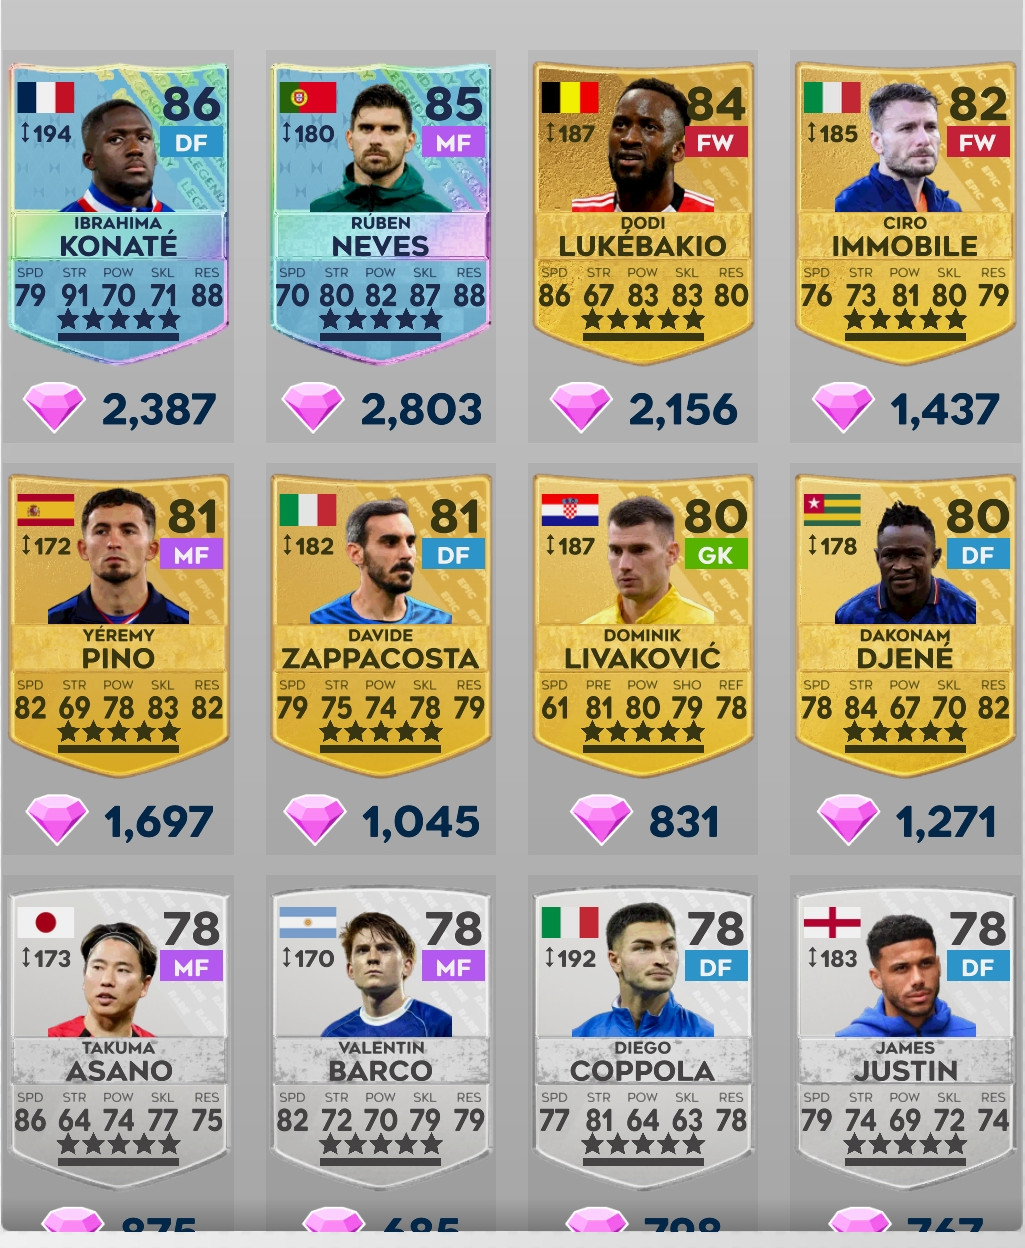 86
194
DF
IBRAHIMA
KONATÉ
SPD STR POW SKL RES
79 91 70 71 88
2,387
85
180
MF
RÚBEN
NEVES
SPD STR POW SKL RES
70 80 82 87 88
2,803
84
187
FW
DODI
LUKÉBAKIO
SPD STR POW SKL RES
86 67 83 83 80
2,156
82
185
FW
CIRO
IMMOBILE
SPD STR POW SKL RES
76 73 81 80 79
1,437
81
172
MF
YÉREMY
PINO
SPD STR POW SKL RES
82 69 78 83 82
1,697
81
182
DF
DAVIDE
ZAPPACOSTA
SPD STR POW SKL RES
79 75 74 78 79
1,045
80
187
GK
DOMINIK
LIVAKOVIĆ
SPD PRE POW SHO REF
61 81 80 79 78
831
80
178
DF
DAKONAM
DJENÉ
SPD STR POW SKL RES
78 84 67 70 82
1,271
78
173
MF
TAKUMA
ASANO
SPD STR POW SKL RES
86 64 74 77 75
875
78
170
MF
VALENTIN
BARCO
SPD STR POW SKL RES
82 72 70 79 79
685
78
192
DF
DIEGO
COPPOLA
SPD STR POW SKL RES
77 81 64 63 78
798
78
183
DF
JAMES
JUSTIN
SPD STR POW SKL RES
79 74 69 72 74
767